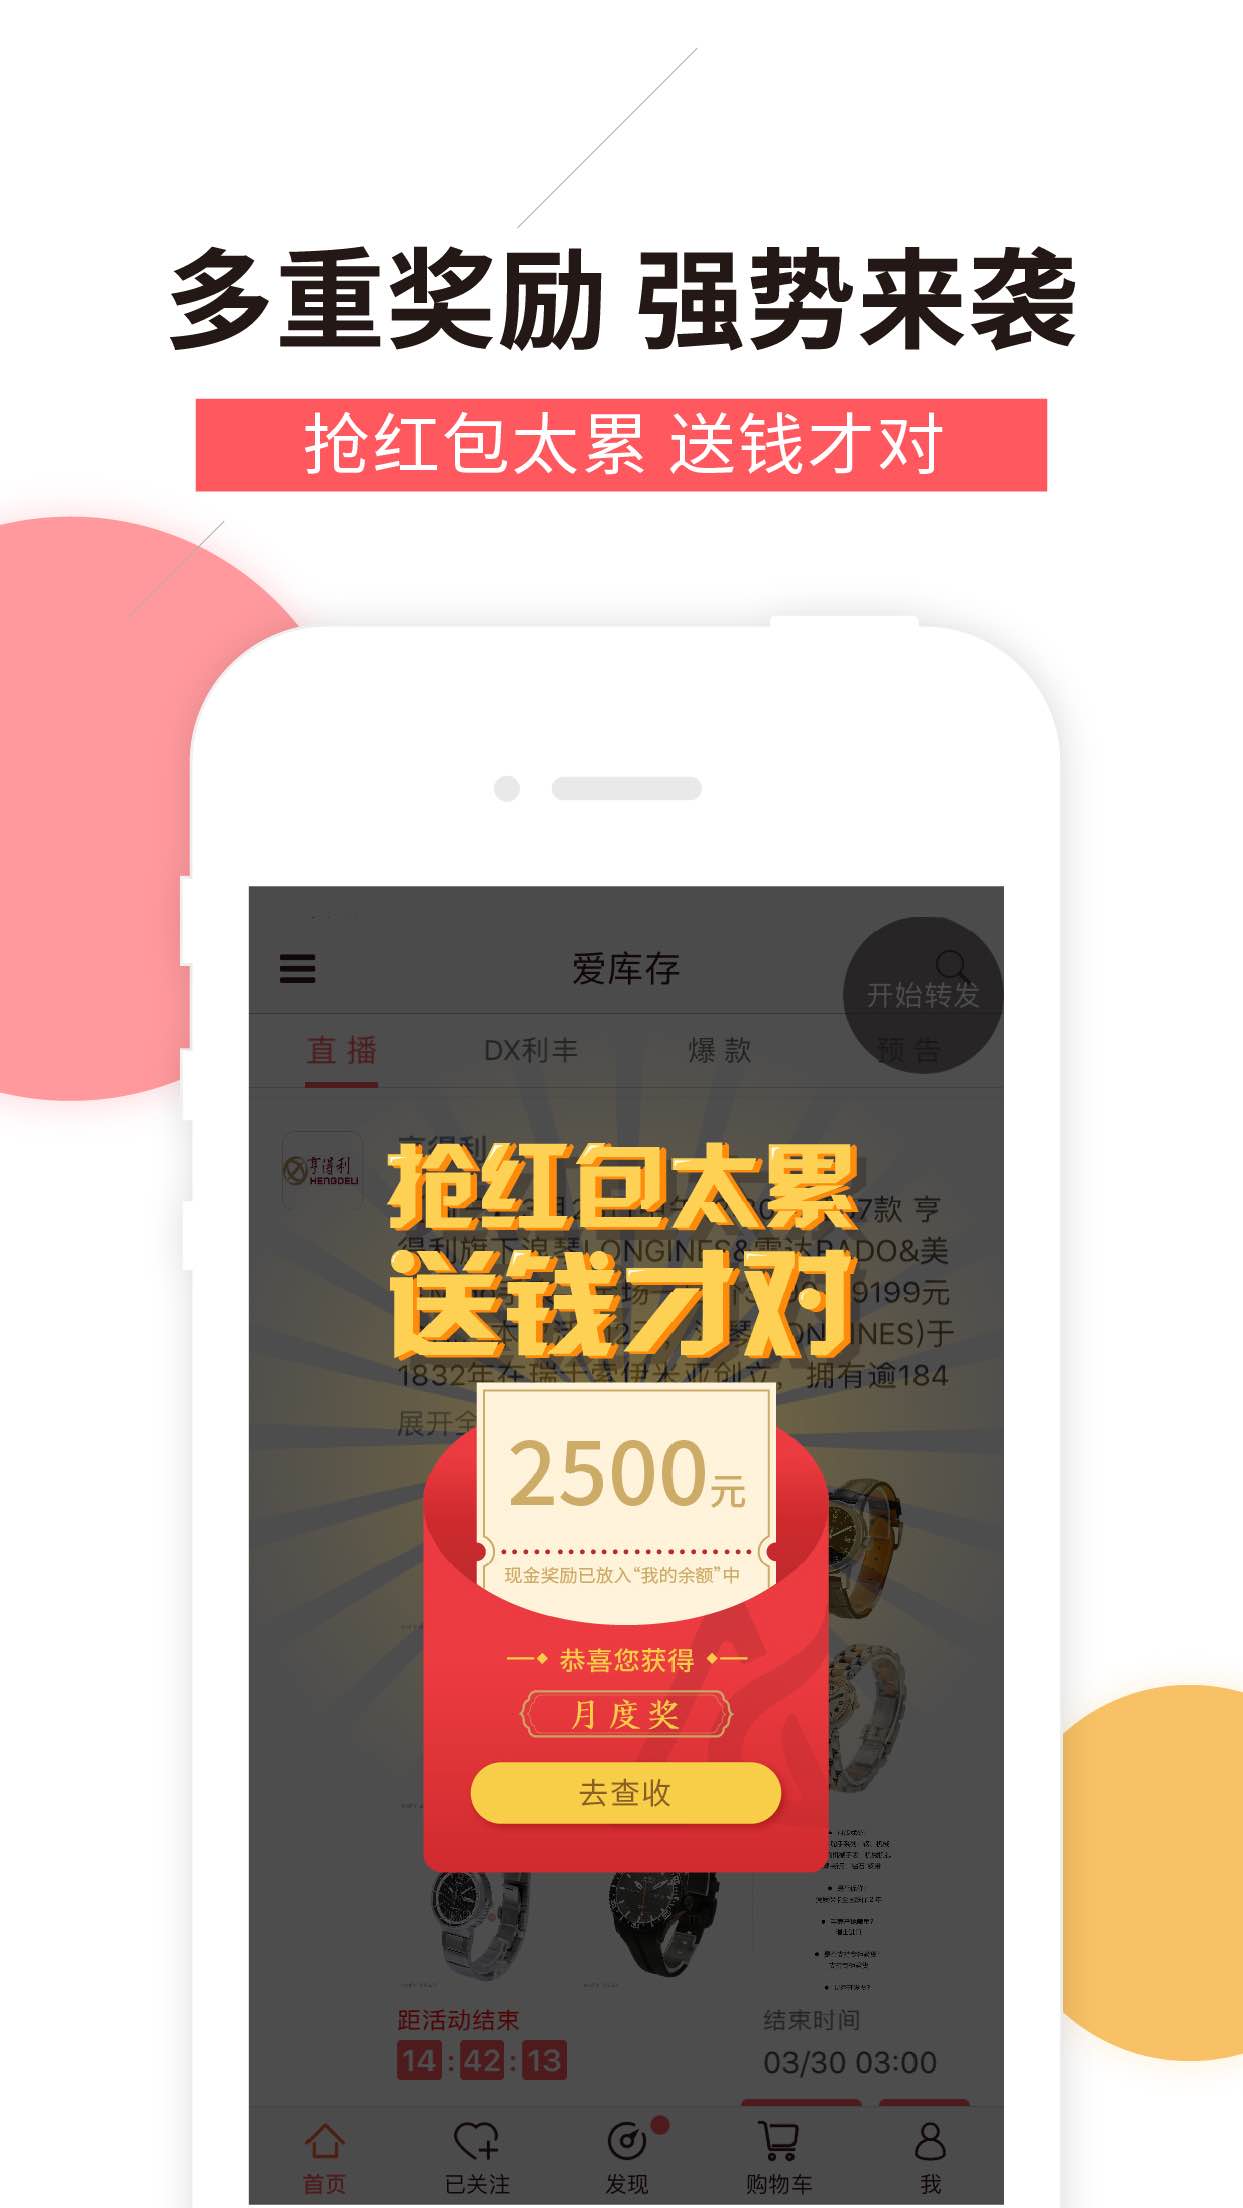 多重奖励 强势来袭
抢红包太累 送钱才对
爱库存
开始转发
直播 DX利丰 爆款 预告
亨得利
HENGDELI
抢红包太累
7款 亨
得利旗下浪琴LONGINES&雷达RADO&美
送钱才对
9199元
NES)于
1832年在瑞士索伊米亚创立，拥有逾184
展开全
2500元
现金奖励已放入“我的余额”中
恭喜您获得
月度奖
去查收
距活动结束 结束时间
14:42:13 03/30 03:00
首页 已关注 发现 购物车 我